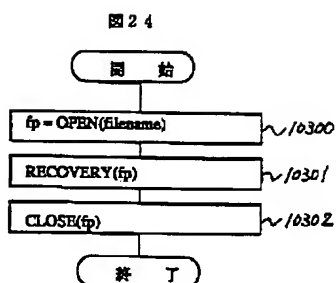 図24
開 始
fp = OPEN(filename) 10300
RECOVERY(fp) 10301
CLOSE(fp) 10302
終 了